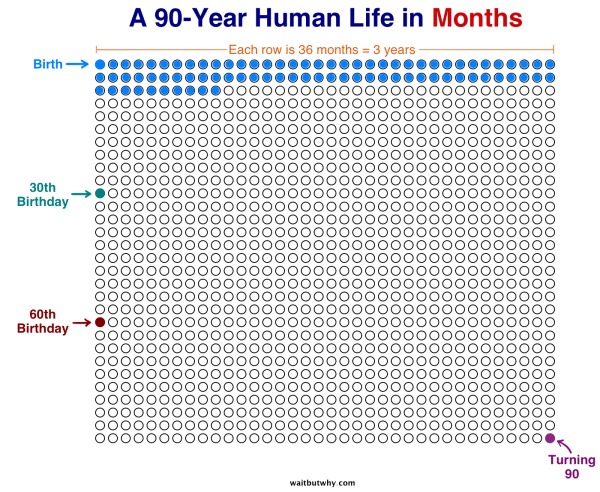 A 90-Year Human Life in Months
Each row is 36 months = 3 years
Birth
30th
Birthday
60th
Birthday
Turning
90
waitbutwhy.com